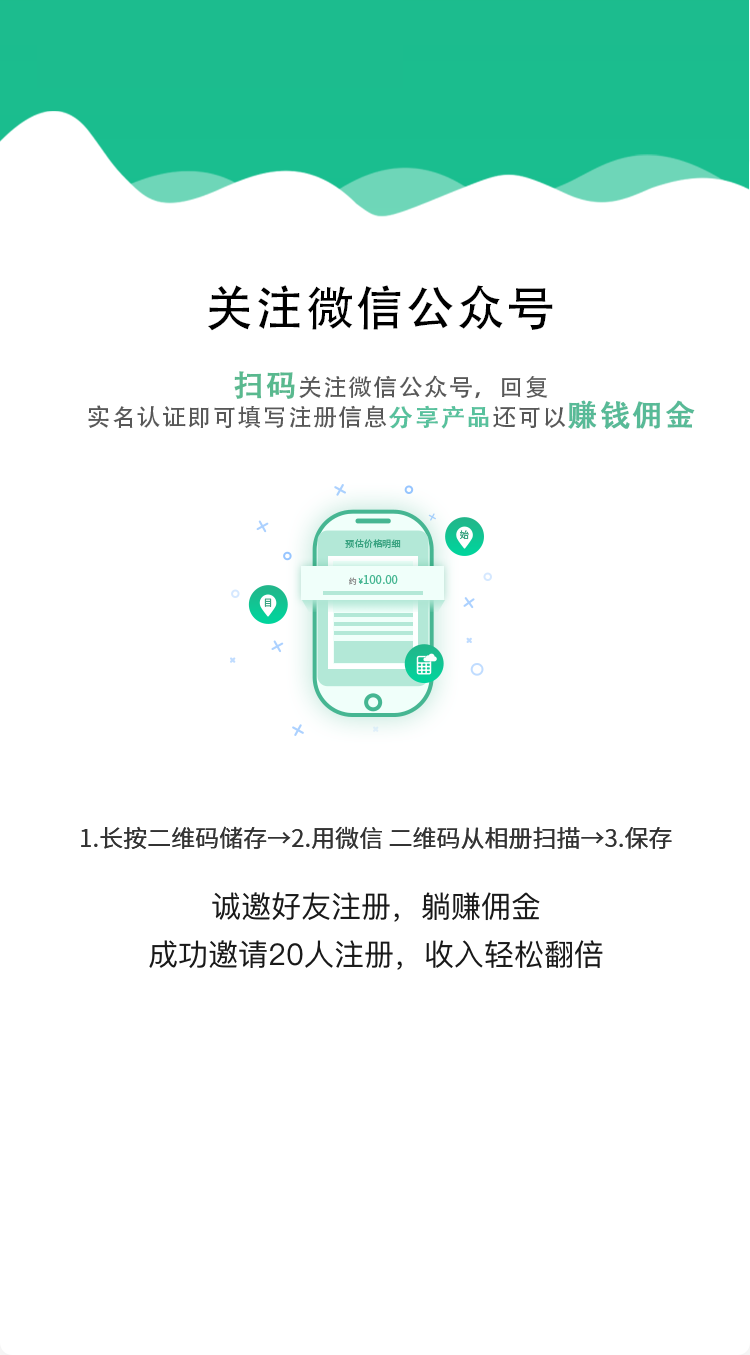 关注微信公众号
扫码关注微信公众号，回复
实名认证即可填写注册信息分享产品还可以赚钱佣金
始
预估价格明细
约 ¥100.00
目
1.长按二维码储存→2.用微信 二维码从相册扫描→3.保存
诚邀好友注册，躺赚佣金
成功邀请20人注册，收入轻松翻倍